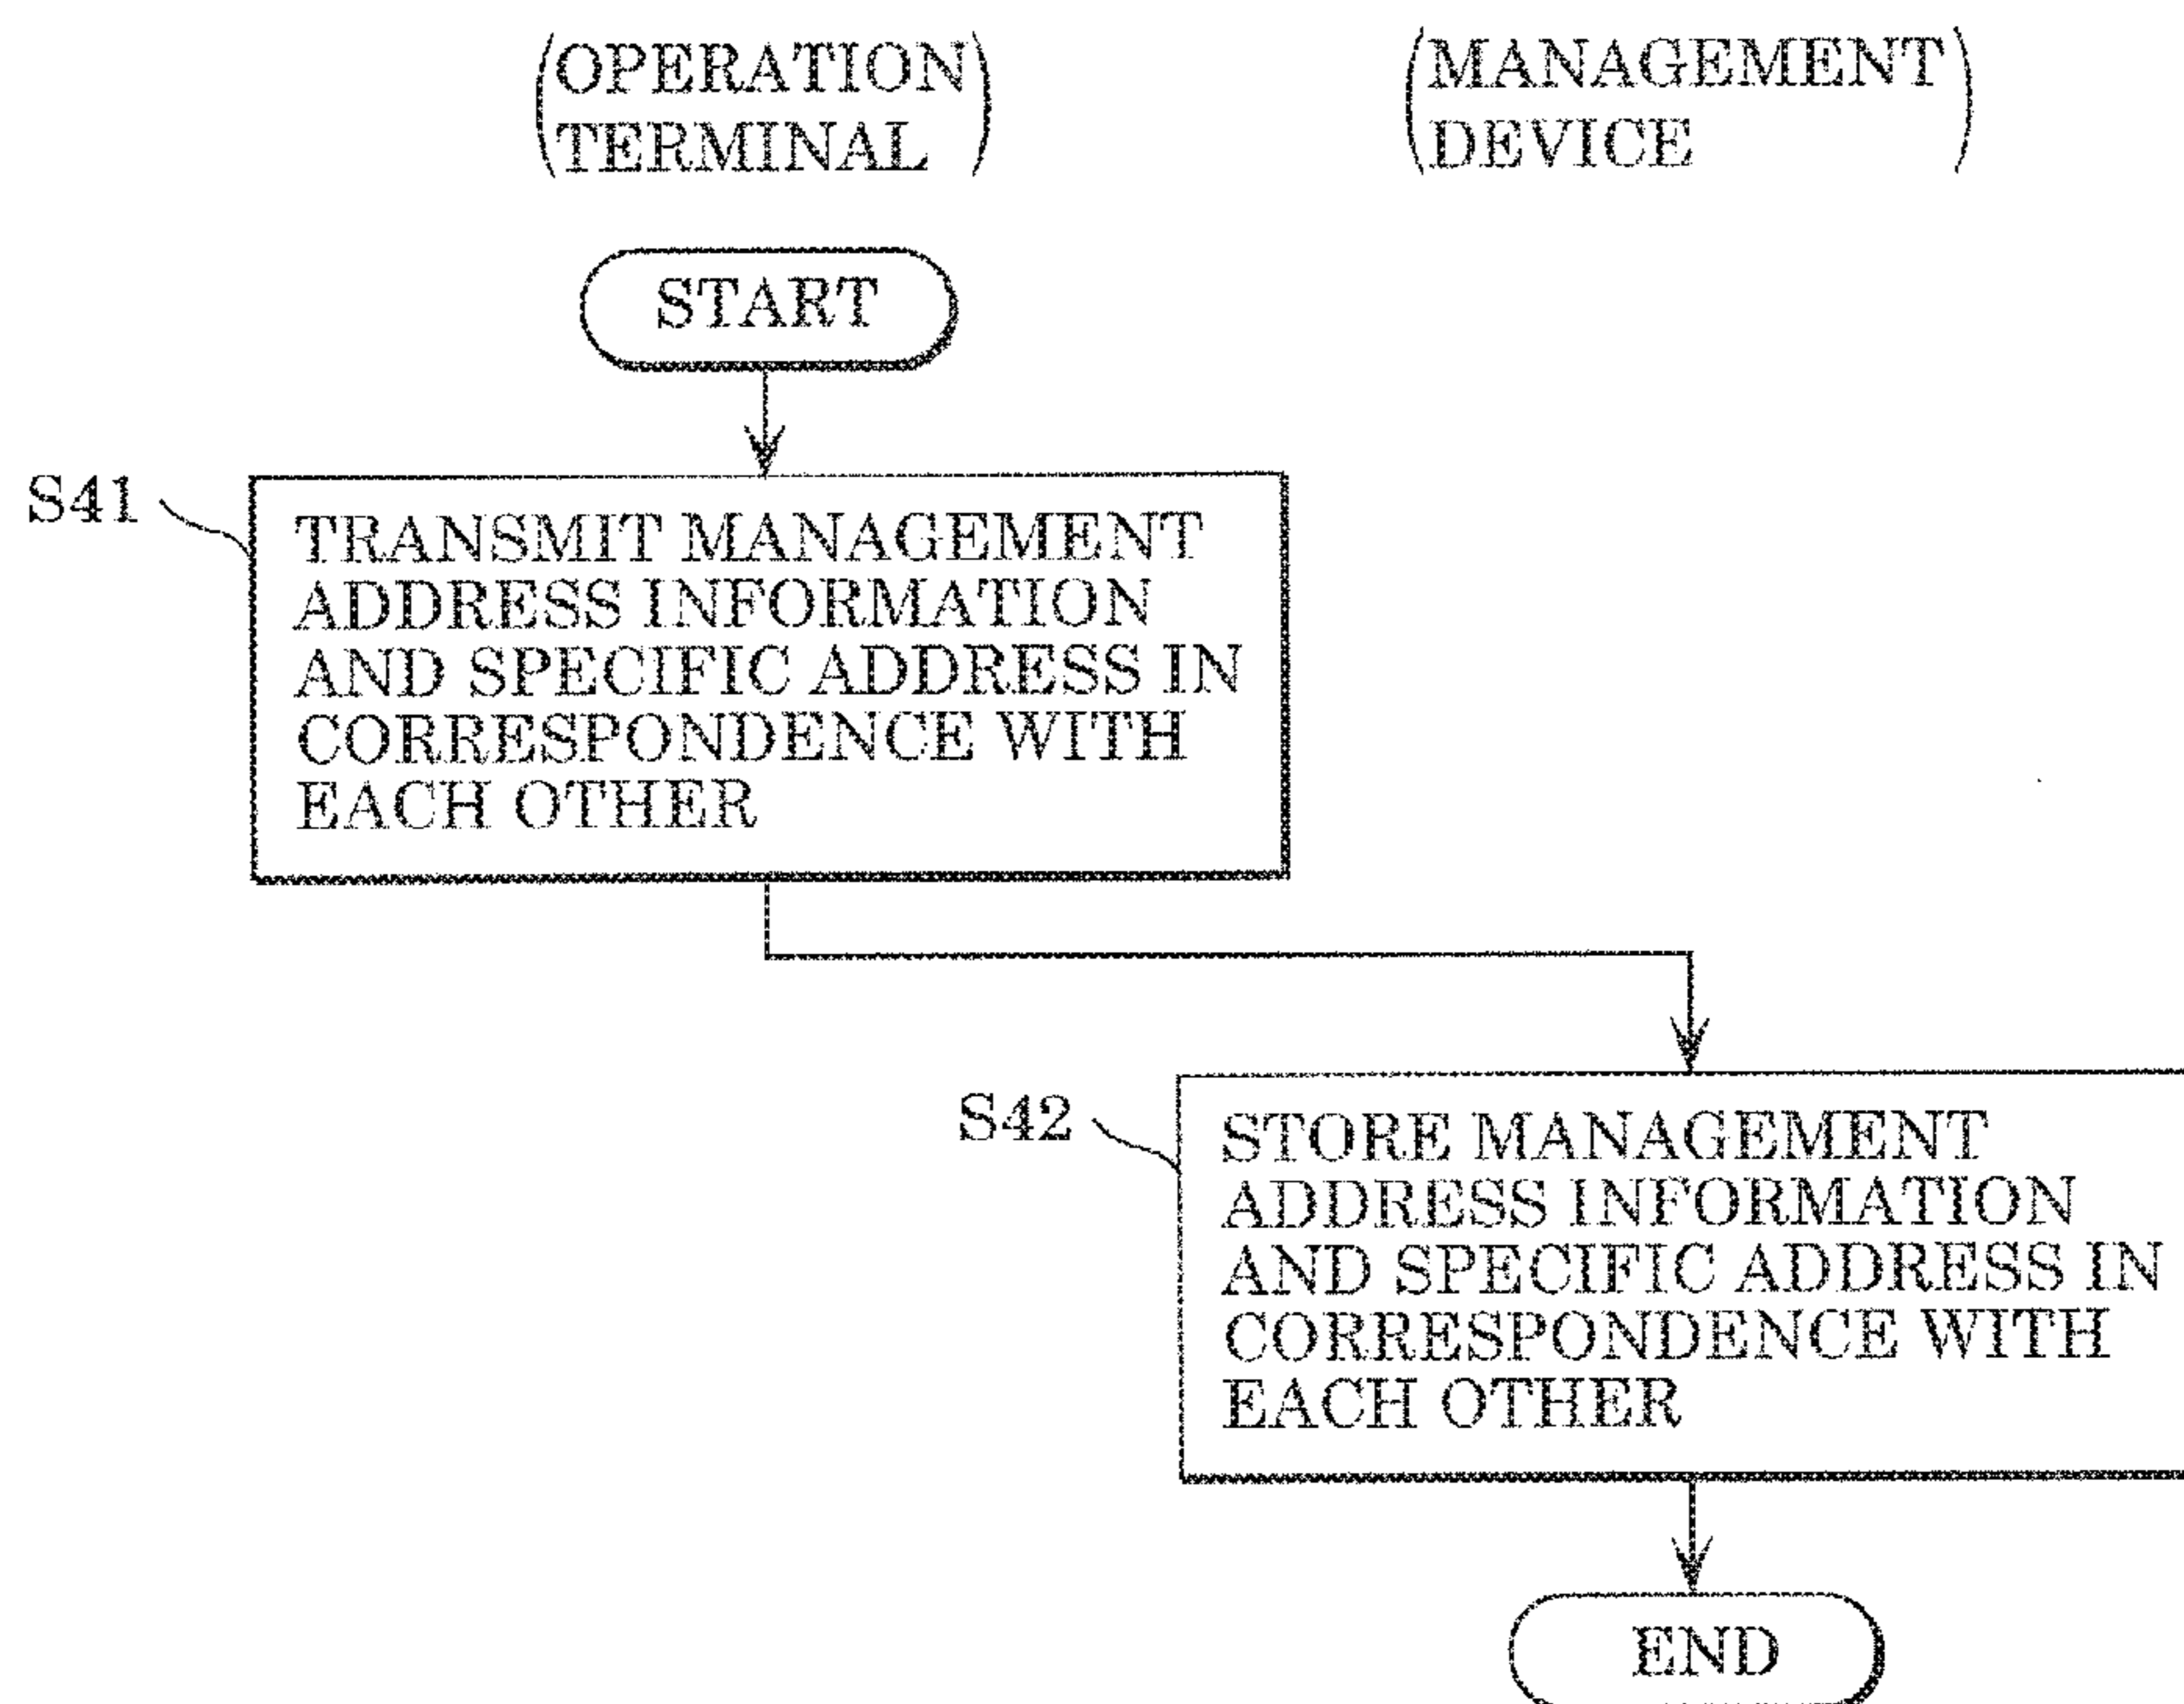 OPERATION
TERMINAL
MANAGEMENT
DEVICE
START
S41
TRANSMIT MANAGEMENT
ADDRESS INFORMATION
AND SPECIFIC ADDRESS IN
CORRESPONDENCE WITH
EACH OTHER
S42
STORE MANAGEMENT
ADDRESS INFORMATION
AND SPECIFIC ADDRESS IN
CORRESPONDENCE WITH
EACH OTHER
END